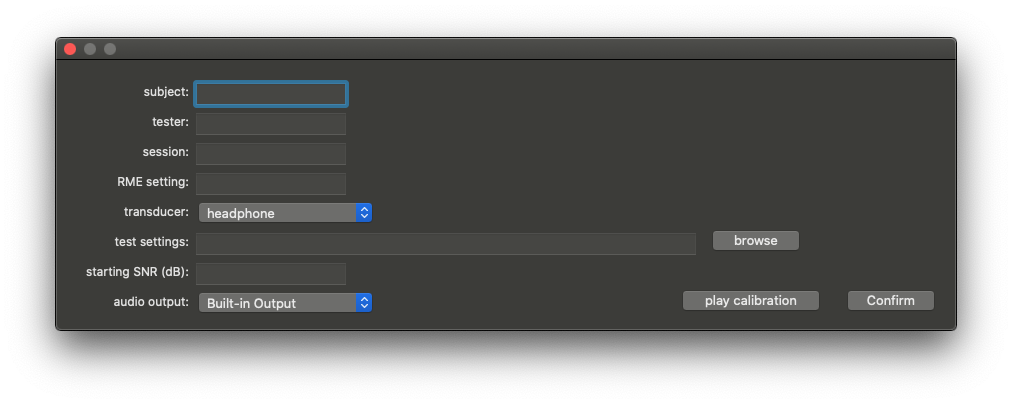 subject:
tester:
session:
RME setting:
transducer: headphone
test settings: browse
starting SNR (dB):
audio output: Built-in Output play calibration Confirm